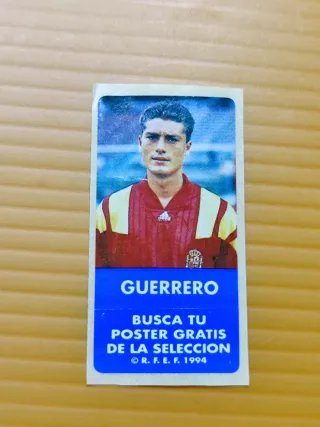 GUERRERO
BUSCA TU
POSTER GRATIS
DE LA SELECCION
© R. F. E. F. 1994